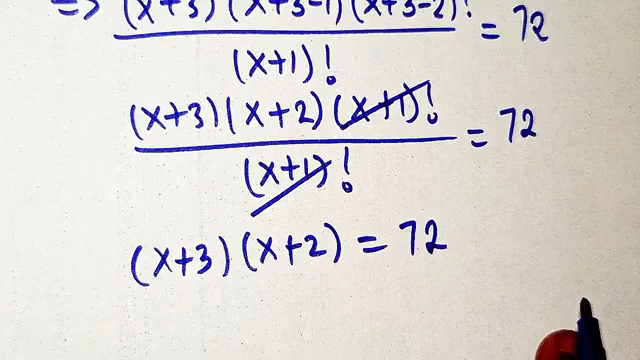 => (x+3)(x+3-1)(x+3-2)! / (x+1)! = 72
(x+3)(x+2)(x+1)! / (x+1)! = 72
(x+3)(x+2) = 72